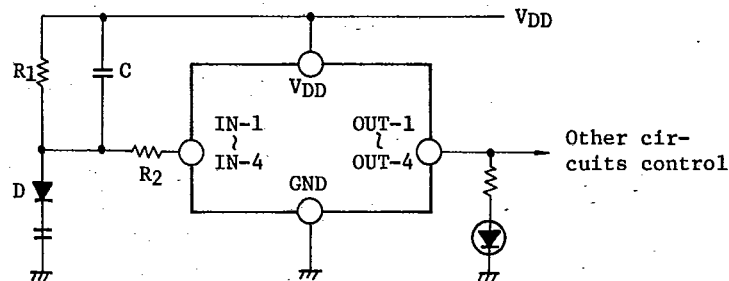 VDD
R1
C
VDD
IN-1
~
IN-4
OUT-1
~
OUT-4
Other cir-
cuits control
R2
D
GND